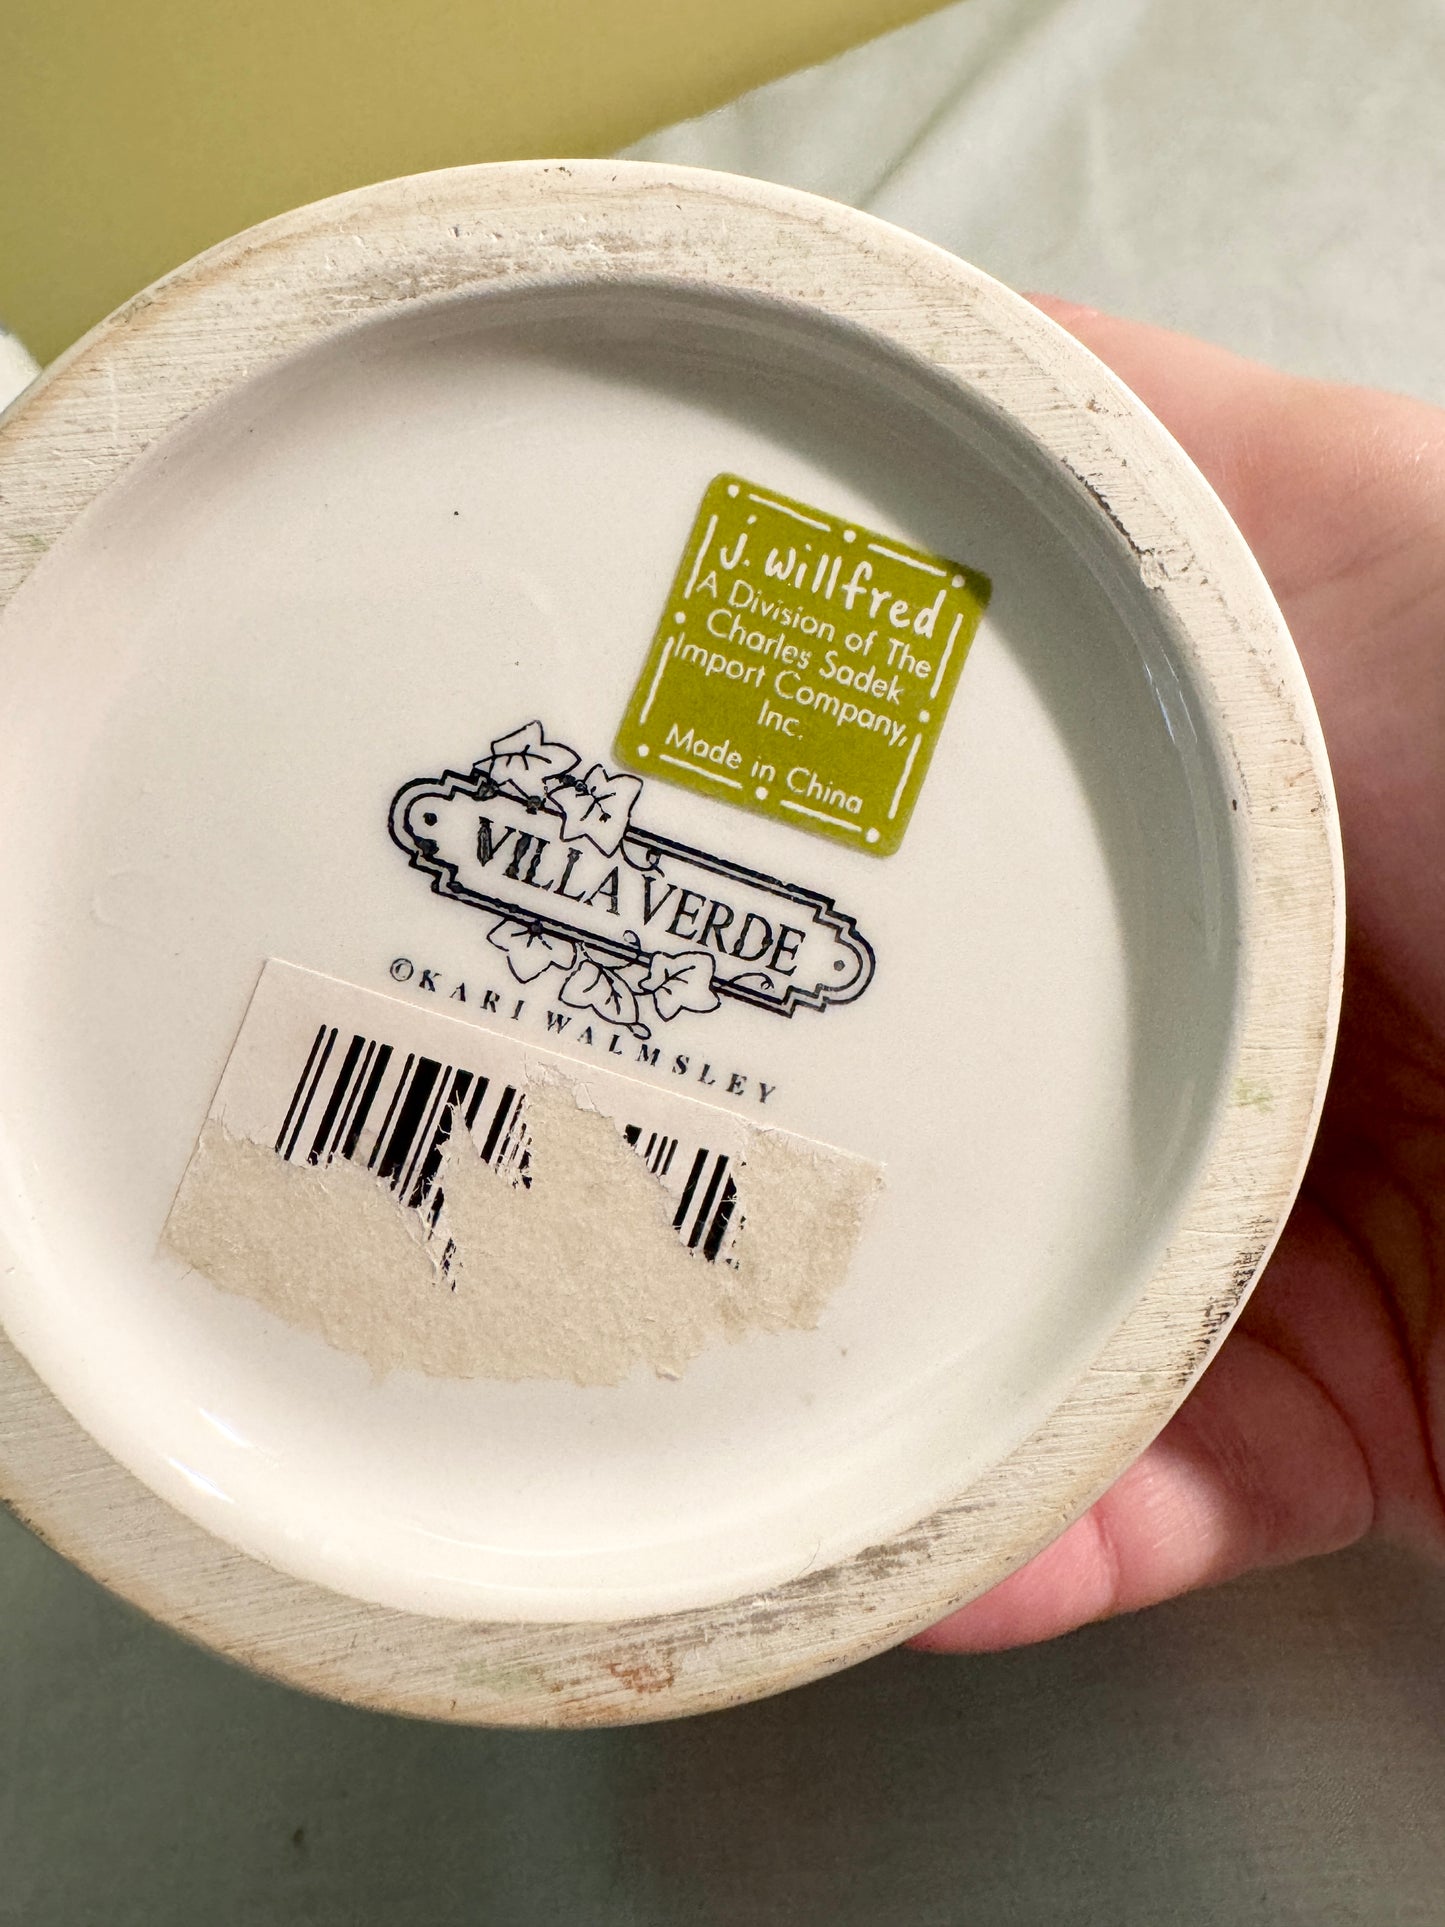 j. willfred
A Division of The
Charles Sadek
Import Company,
Inc.
Made in China
VILLA VERDE
©KARI WALMSLEY